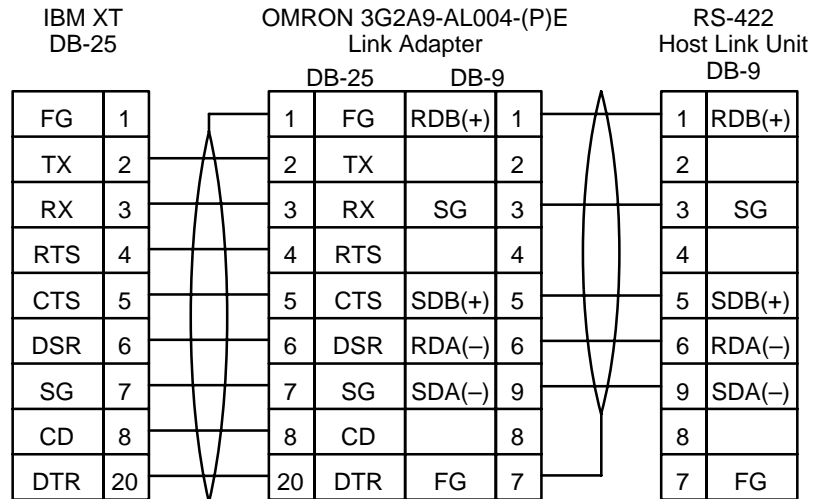 IBM XT OMRON 3G2A9-AL004-(P)E RS-422
DB-25 Link Adapter Host Link Unit
DB-25 DB-9 DB-9
FG 1 1 FG RDB(+) 1 1 RDB(+)
TX 2 2 TX 2 2
RX 3 3 RX SG 3 3 SG
RTS 4 4 RTS 4 4
CTS 5 5 CTS SDB(+) 5 5 SDB(+)
DSR 6 6 DSR RDA(–) 6 6 RDA(–)
SG 7 7 SG SDA(–) 9 9 SDA(–)
CD 8 8 CD 8 8
DTR 20 20 DTR FG 7 7 FG